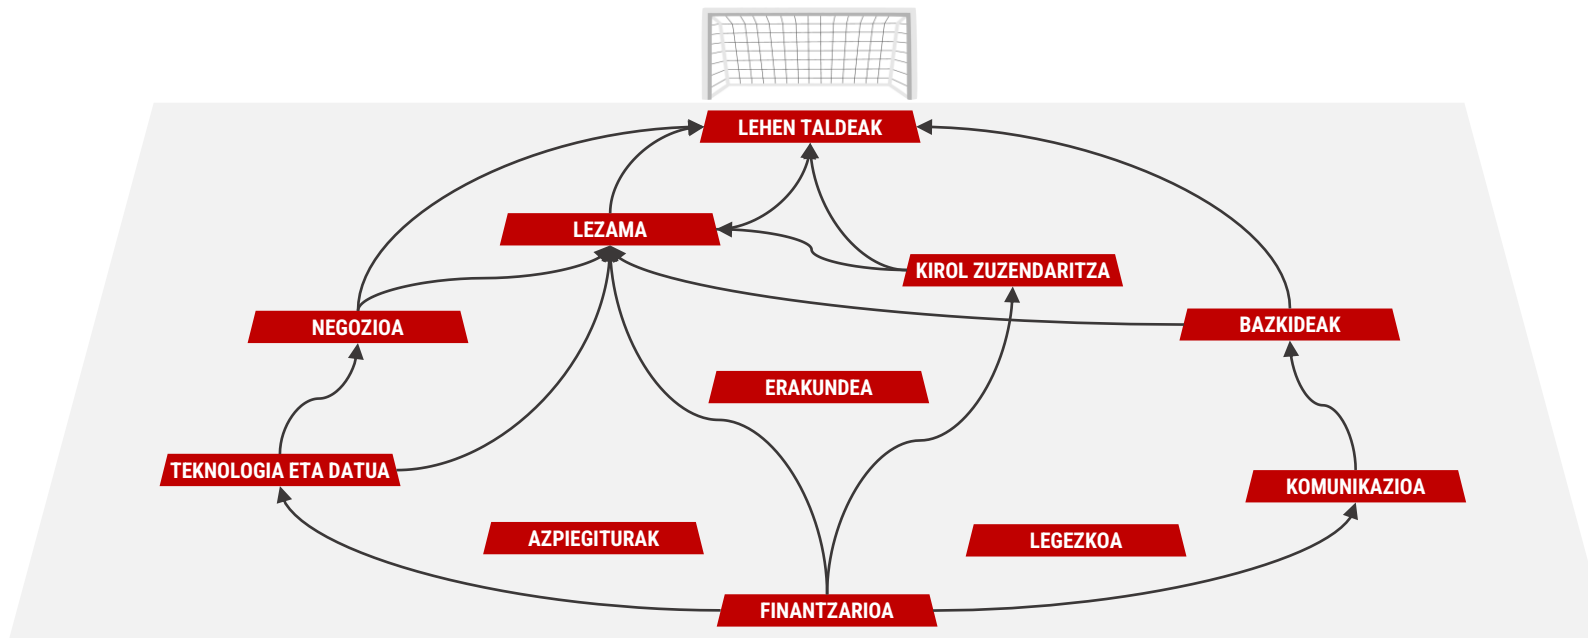 LEHEN TALDEAK
LEZAMA
KIROL ZUZENDARITZA
NEGOZIOA
BAZKIDEAK
ERAKUNDEA
TEKNOLOGIA ETA DATUA
KOMUNIKAZIOA
AZPIEGITURAK
LEGEZKOA
FINANTZARIOA